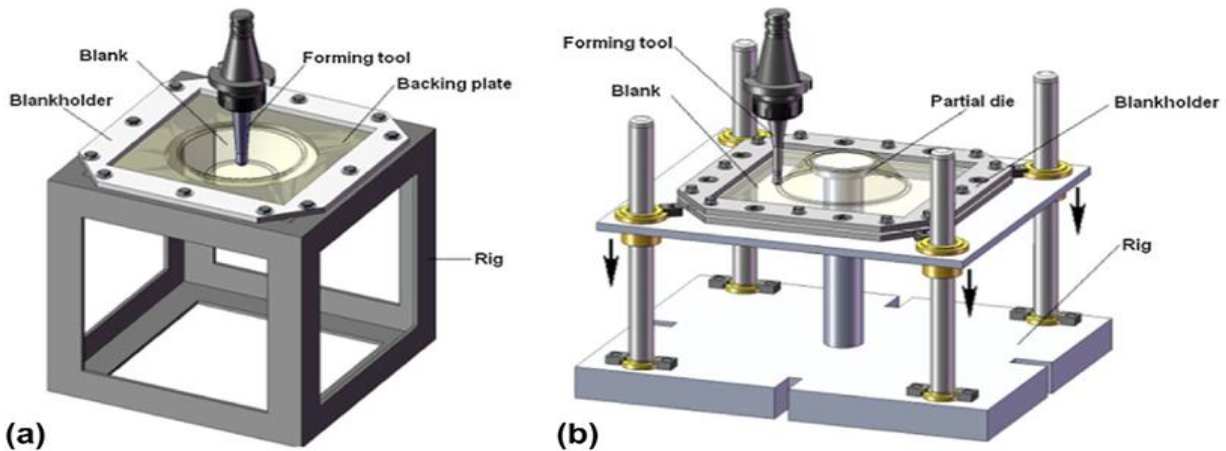 Blank
Forming tool
Backing plate
Blankholder
Rig
(a)
Forming tool
Blank
Partial die
Blankholder
Rig
(b)